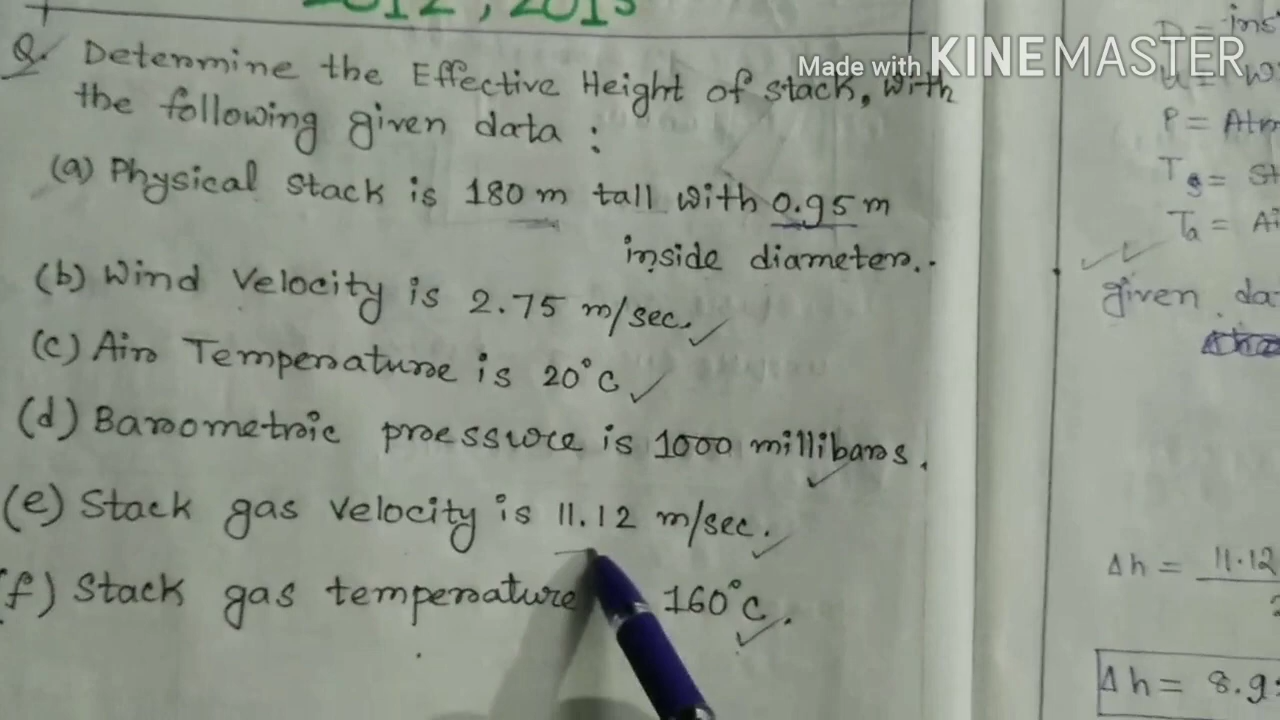 2012, 2013
Q. Determine the Effective Height of stack, with
the following given data :
(a) Physical stack is 180 m tall with 0.95 m
inside diameter.
(b) Wind Velocity is 2.75 m/sec.
(c) Air Temperature is 20°C
(d) Barometric pressure is 1000 millibars.
(e) Stack gas velocity is 11.12 m/sec.
(f) Stack gas temperature 160°C.
Made with KINEMASTER
D = ins
u = W
P = Atm
Ts = St
Ta = Ai
given da
Δh = 11.12
Δh = 8.9